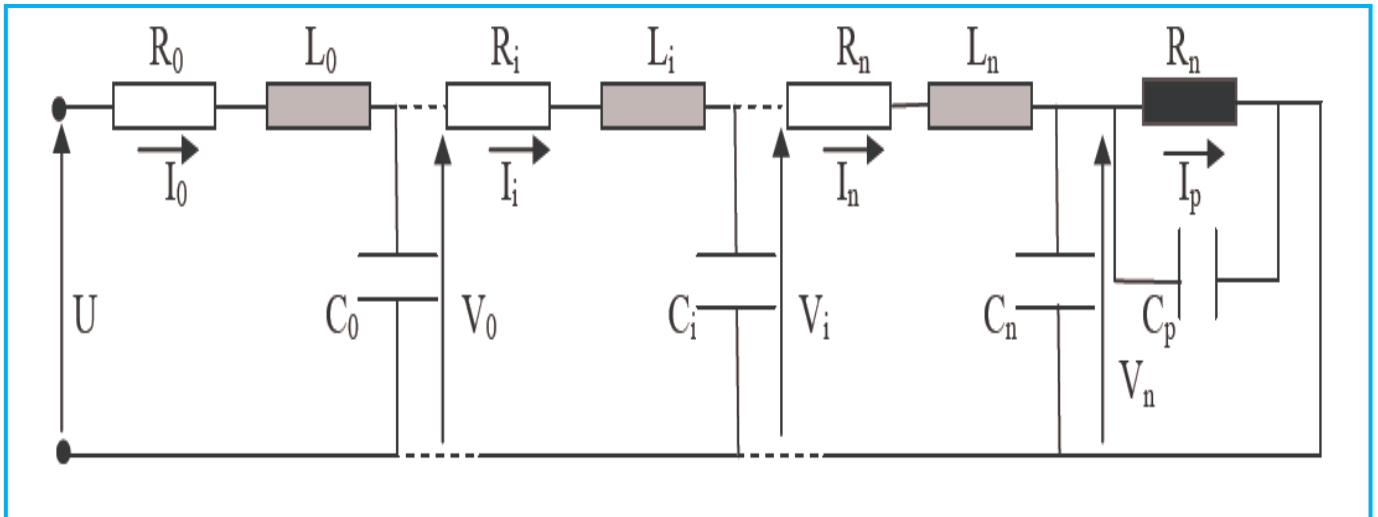 R₀ L₀ Rᵢ Lᵢ Rₙ Lₙ Rₙ
I₀ Iᵢ Iₙ Iₚ
U C₀ V₀ Cᵢ Vᵢ Cₙ Cₚ
Vₙ